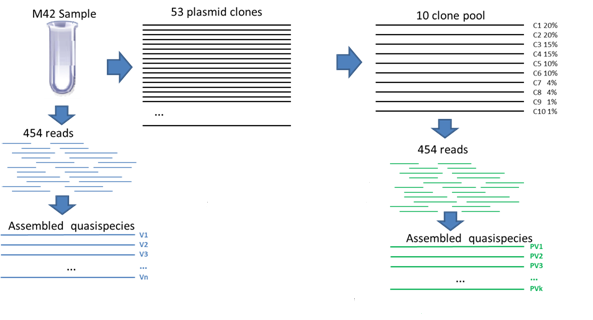 M42 Sample
53 plasmid clones
10 clone pool
C1 20%
C2 20%
C3 15%
C4 15%
C5 10%
C6 10%
C7 4%
C8 4%
C9 1%
C10 1%
...
454 reads
454 reads
Assembled quasispecies
V1
V2
V3
... ...
Vn
Assembled quasispecies
PV1
PV2
PV3
... ...
PVk